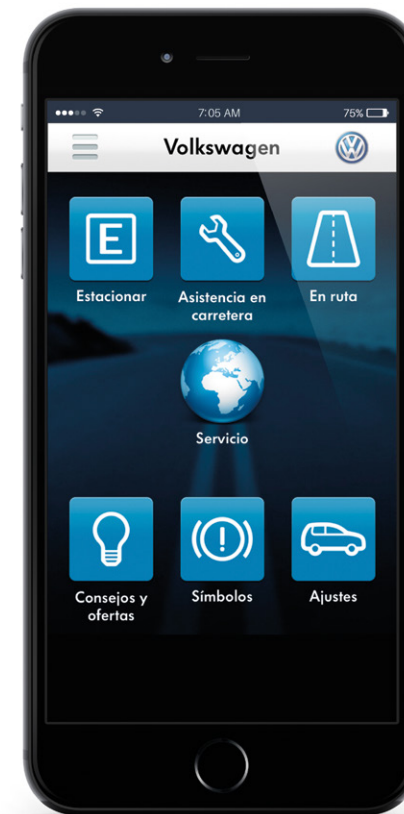 7:05 AM
75%
Volkswagen
E
Estacionar
Asistencia en
carretera
En ruta
Servicio
Consejos y
ofertas
Símbolos
Ajustes